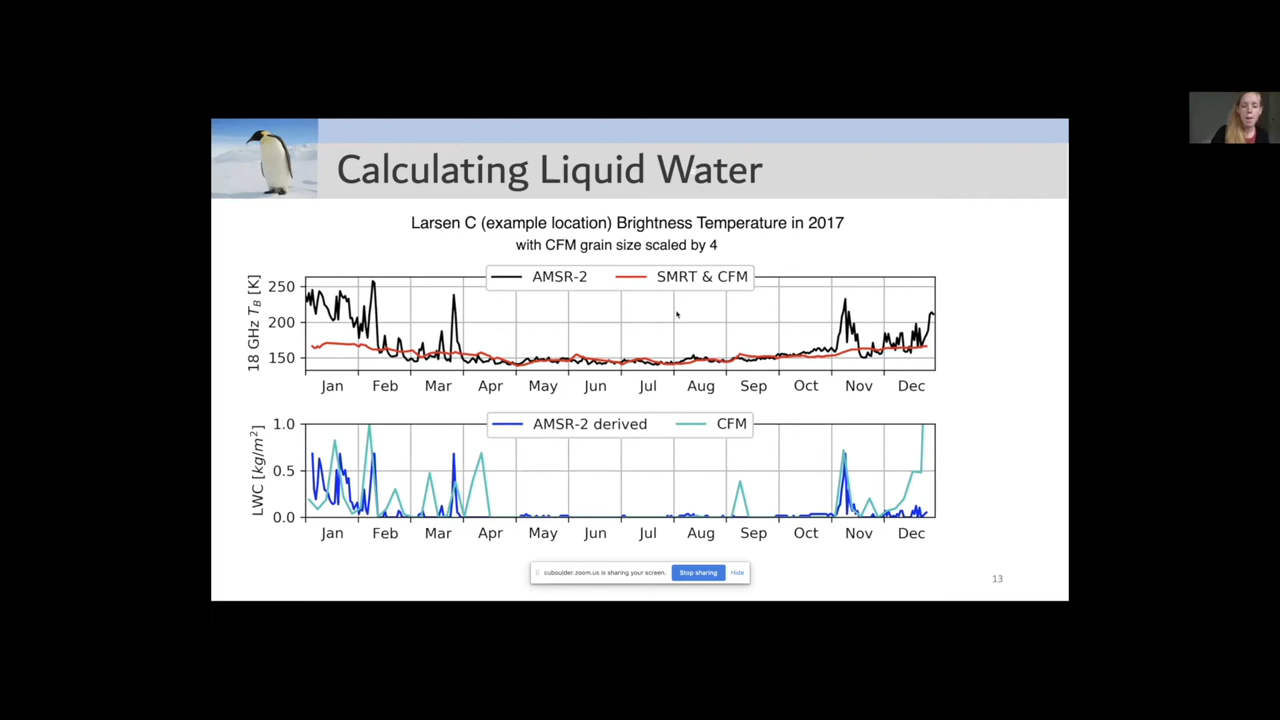 Calculating Liquid Water
Larsen C (example location) Brightness Temperature in 2017
with CFM grain size scaled by 4
AMSR-2 SMRT & CFM
18 GHz T_B [K]
250
200
150
Jan Feb Mar Apr May Jun Jul Aug Sep Oct Nov Dec
AMSR-2 derived CFM
LWC [kg/m²]
1.0
0.5
0.0
Jan Feb Mar Apr May Jun Jul Aug Sep Oct Nov Dec
cuboulder.zoom.us is sharing your screen. Stop sharing Hide
13